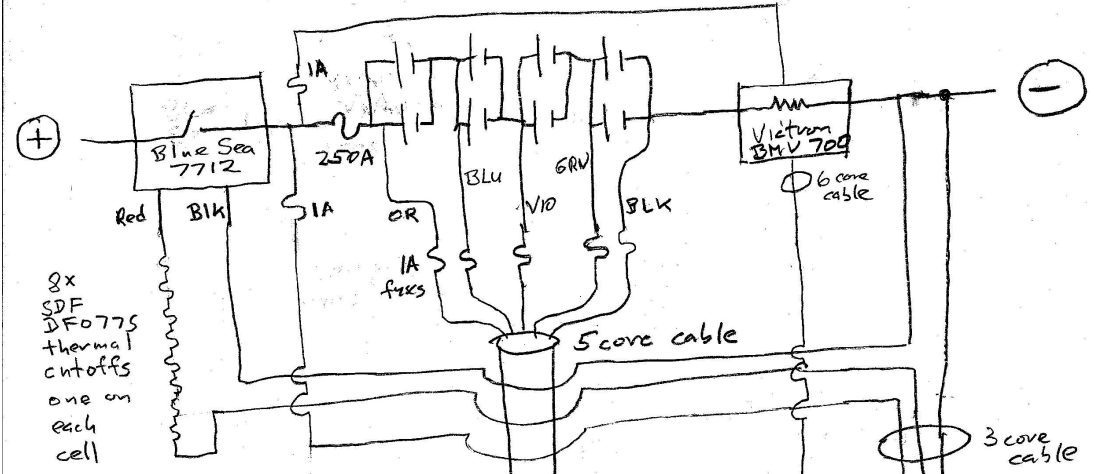 1A
+
Blue Sea
7712
250A
Victron
BMV 700
−
Red
Blk
1A
OR
BLU
VIO
GRN
BLK
6 core
cable
1A
fuses
8x
SDF
DF077S
thermal
cutoffs
one on
each
cell
5 core cable
3 core
cable